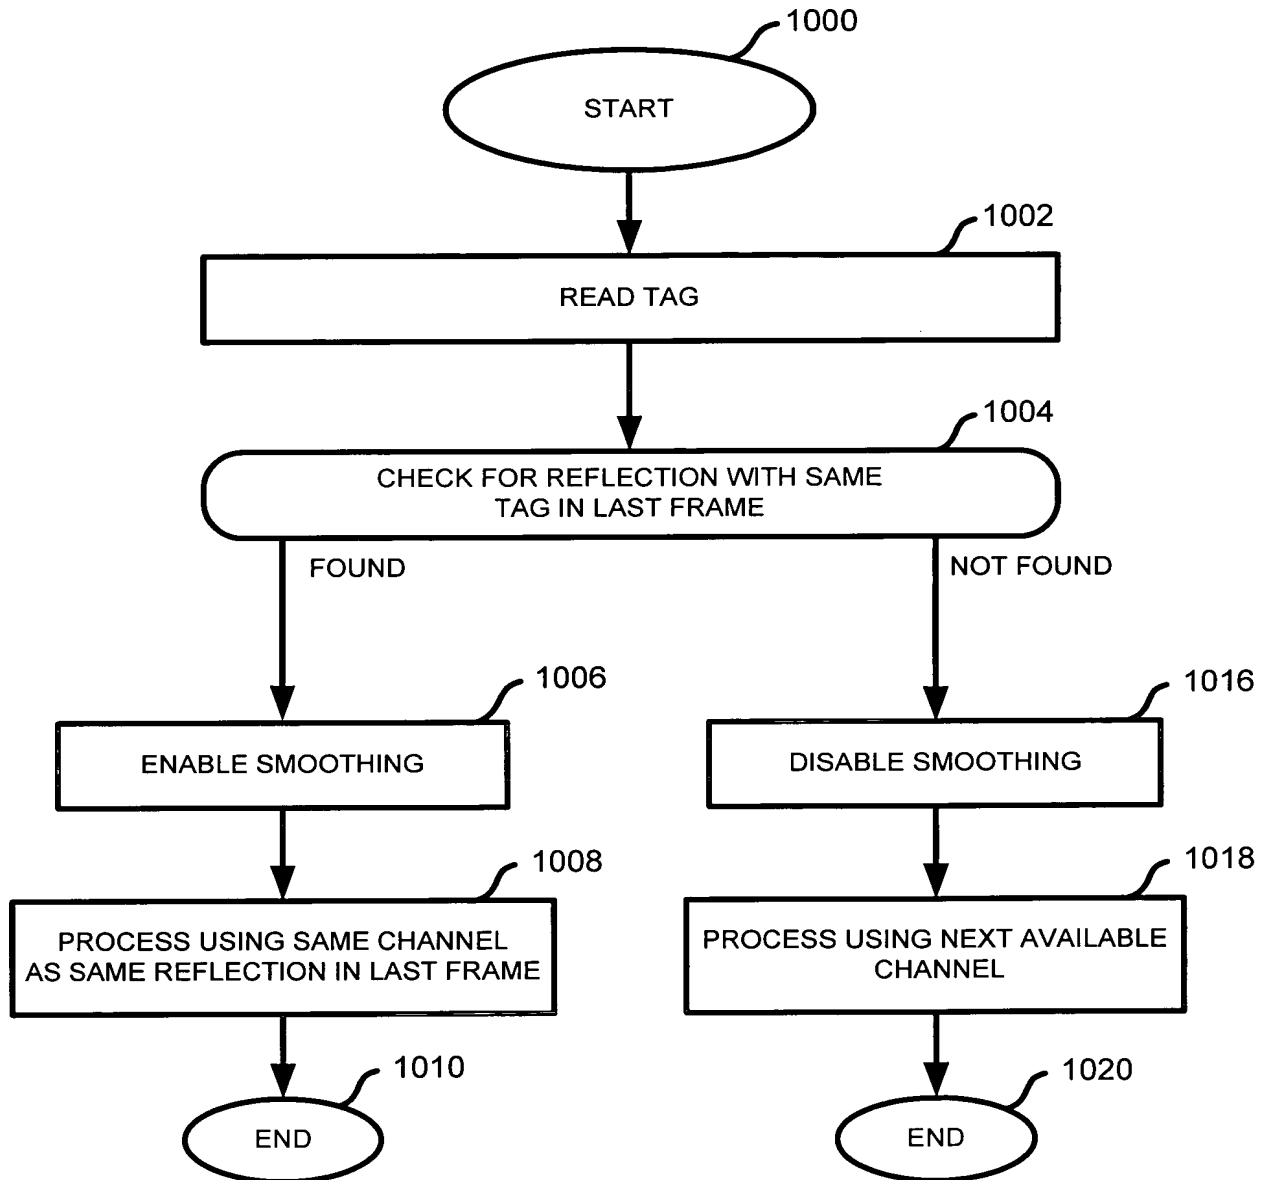 1000
START
1002
READ TAG
1004
CHECK FOR REFLECTION WITH SAME
TAG IN LAST FRAME
FOUND
NOT FOUND
1006
ENABLE SMOOTHING
1016
DISABLE SMOOTHING
1008
PROCESS USING SAME CHANNEL
AS SAME REFLECTION IN LAST FRAME
1018
PROCESS USING NEXT AVAILABLE
CHANNEL
1010
END
1020
END